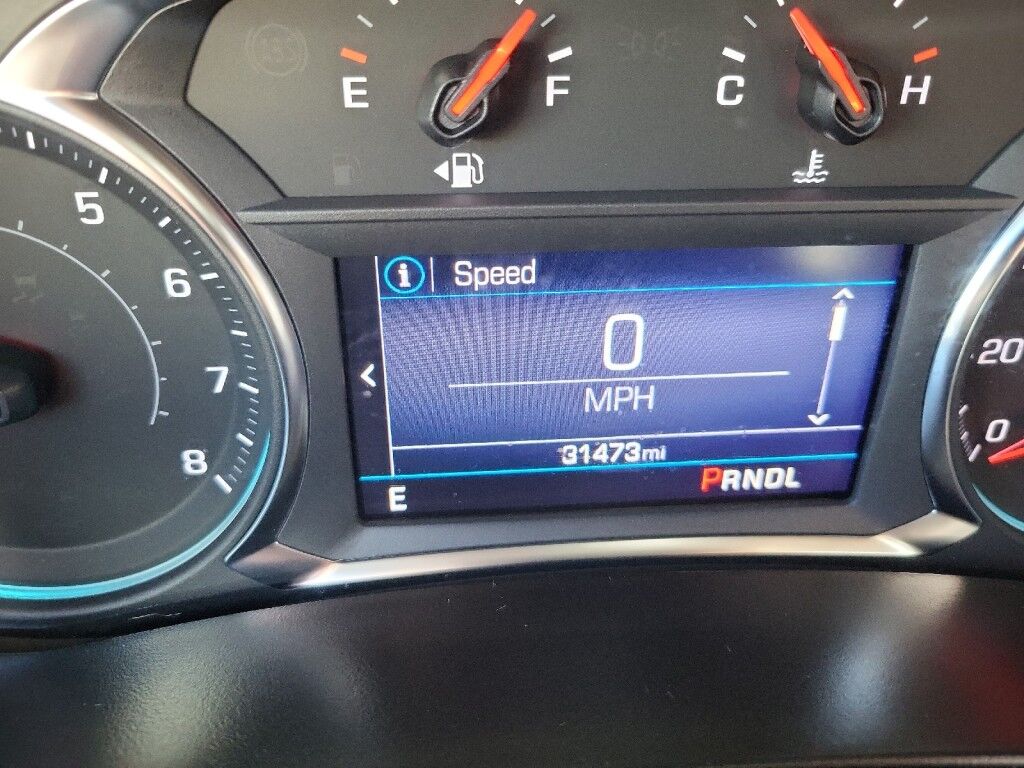 E F
C H
5
6
7
8
i Speed
0
MPH
31473mi
E
PRNDL
20
0